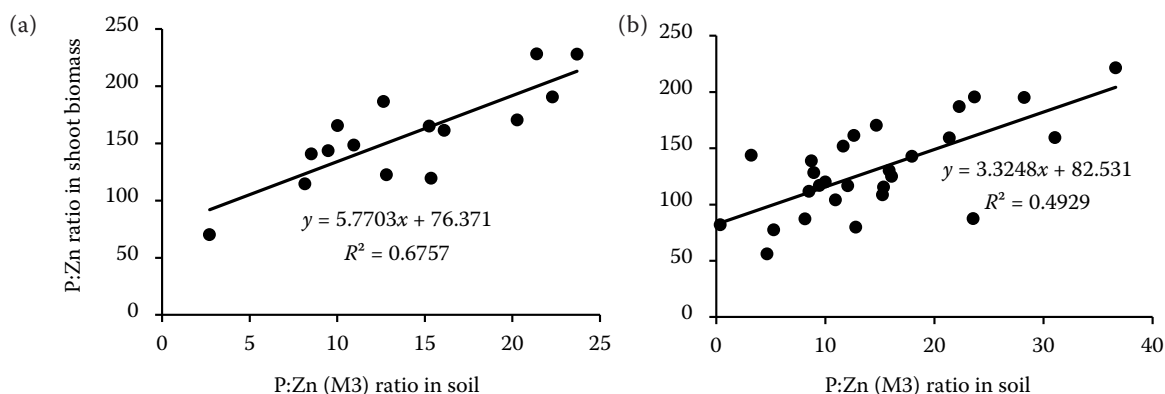 (a)
250
200
150
100
50
0
P:Zn ratio in shoot biomass
y = 5.7703x + 76.371
R² = 0.6757
0 5 10 15 20 25
P:Zn (M3) ratio in soil
(b)
250
200
150
100
50
0
y = 3.3248x + 82.531
R² = 0.4929
0 10 20 30 40
P:Zn (M3) ratio in soil